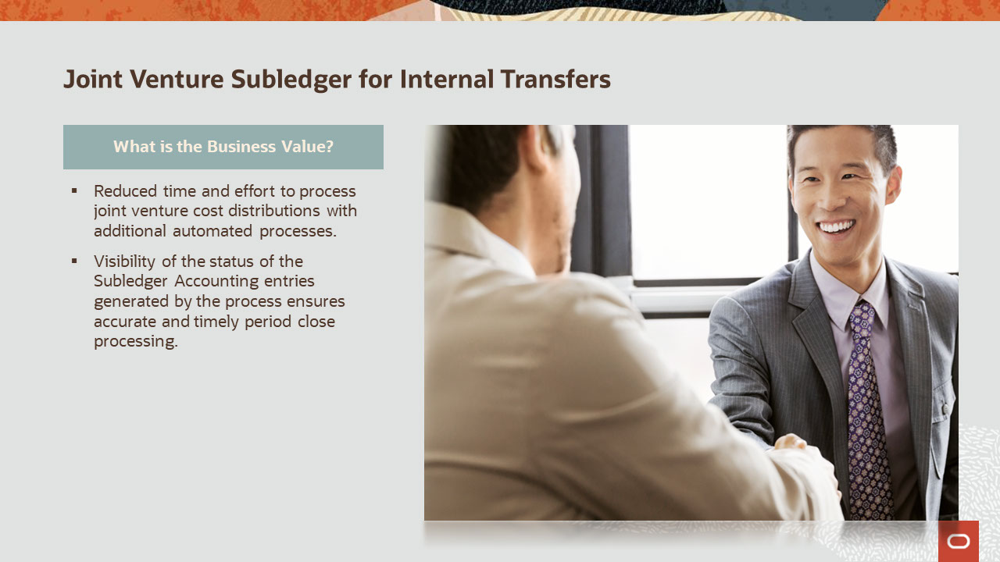 Joint Venture Subledger for Internal Transfers
What is the Business Value?
▪ Reduced time and effort to process
joint venture cost distributions with
additional automated processes.
▪ Visibility of the status of the
Subledger Accounting entries
generated by the process ensures
accurate and timely period close
processing.